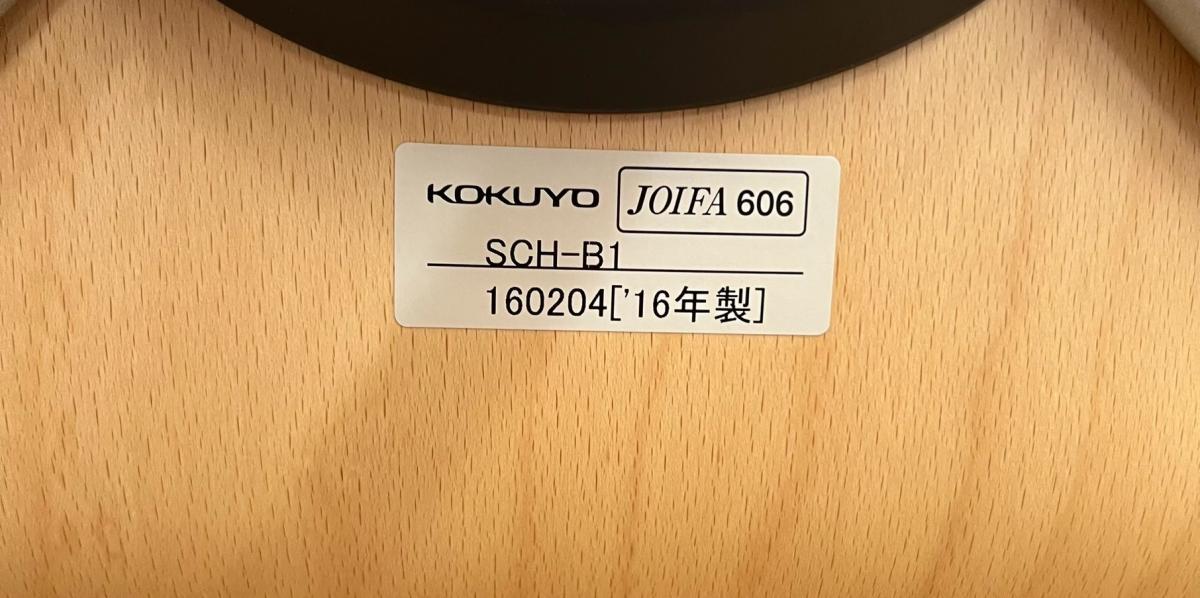 KOKUYO JOIFA 606
SCH-B1
160204['16年製]